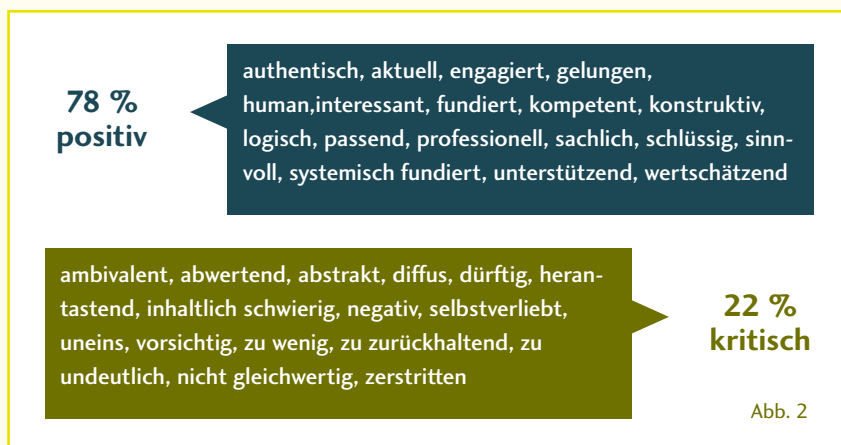 78 %
positiv
authentisch, aktuell, engagiert, gelungen,
human,interessant, fundiert, kompetent, konstruktiv,
logisch, passend, professionell, sachlich, schlüssig, sinn-
voll, systemisch fundiert, unterstützend, wertschätzend
ambivalent, abwertend, abstrakt, diffus, dürftig, heran-
tastend, inhaltlich schwierig, negativ, selbstverliebt,
uneins, vorsichtig, zu wenig, zu zurückhaltend, zu
undeutlich, nicht gleichwertig, zerstritten
22 %
kritisch
Abb. 2